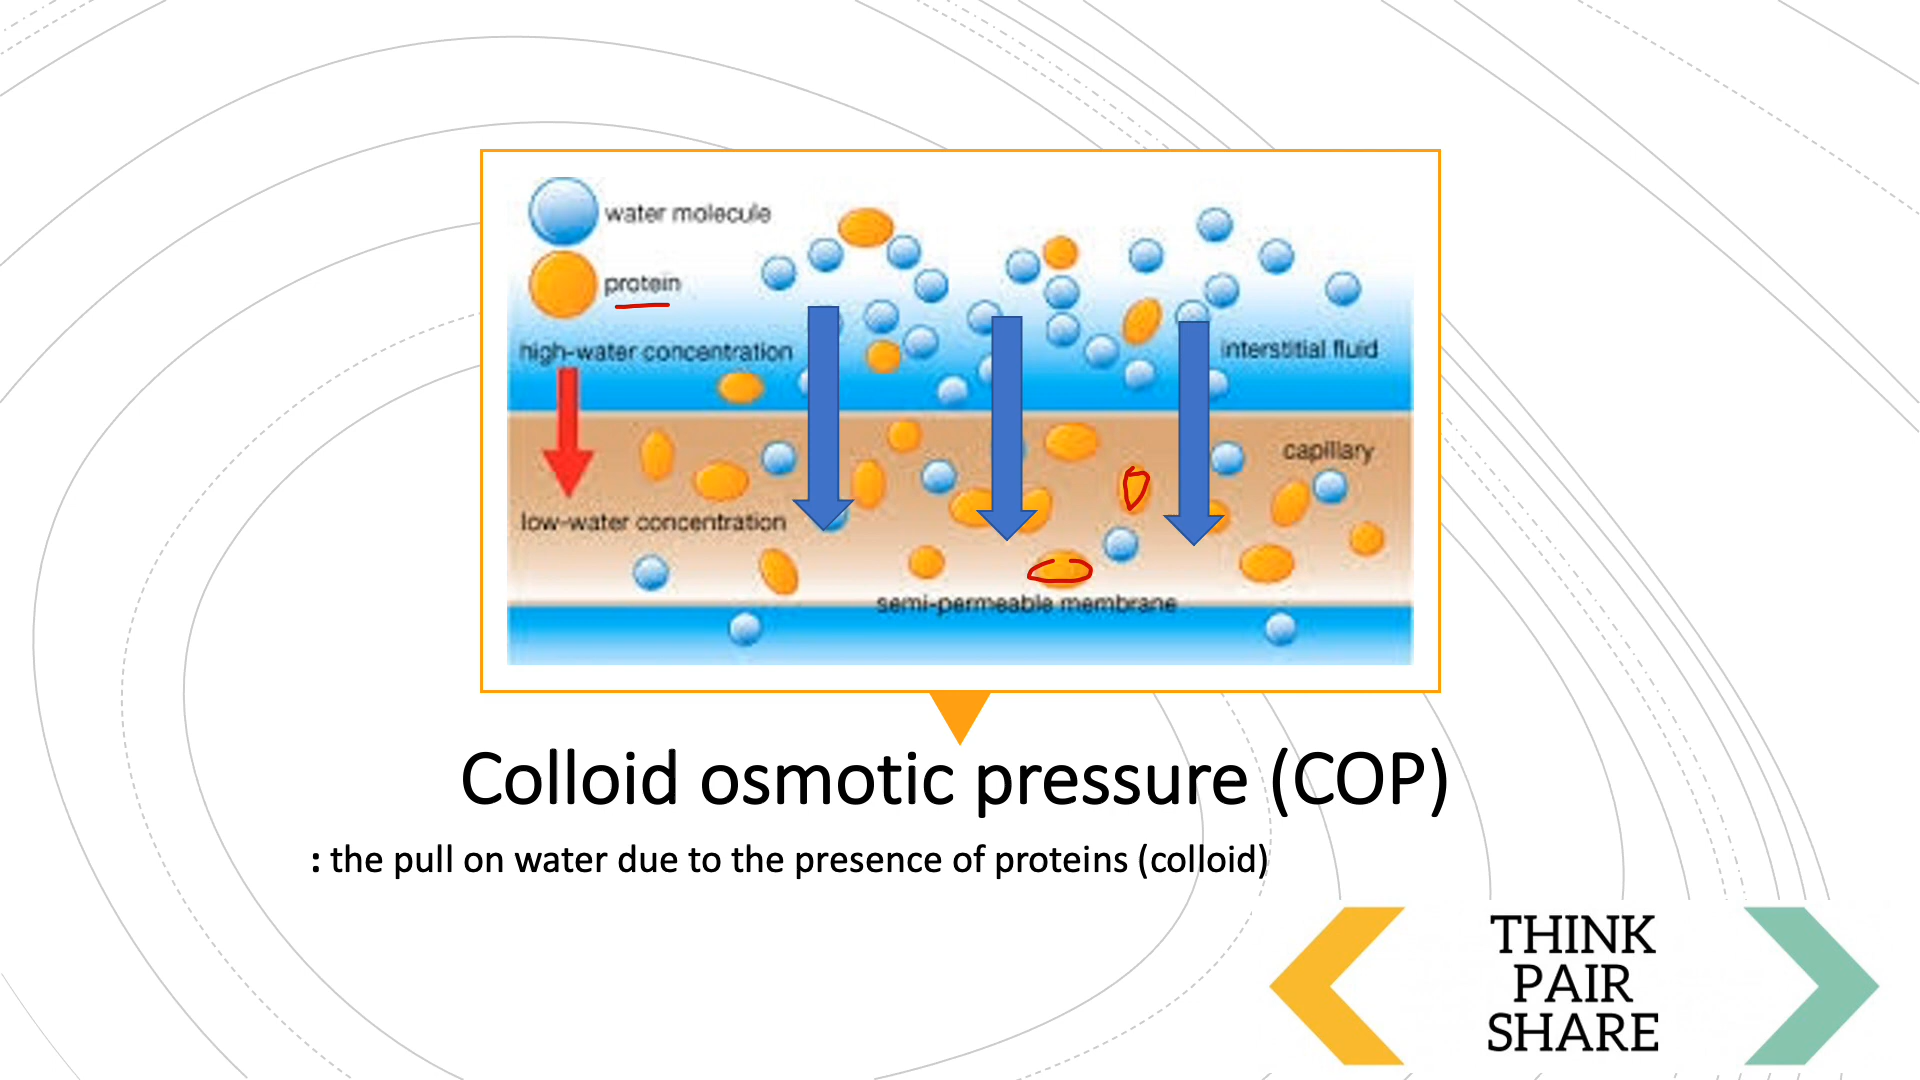 water molecule
protein
high-water concentration
interstitial fluid
capillary
low-water concentration
semi-permeable membrane
Colloid osmotic pressure (COP)
: the pull on water due to the presence of proteins (colloid)
THINK
PAIR
SHARE